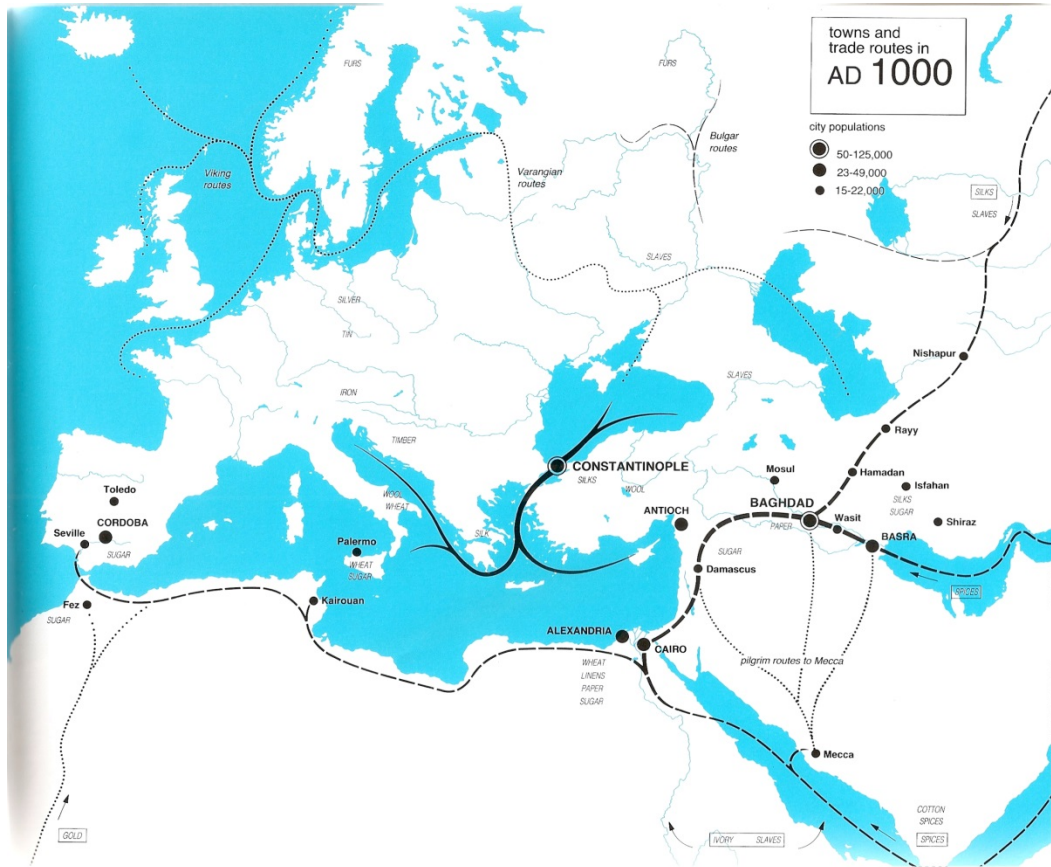 towns and
trade routes in
AD 1000
city populations
50-125,000
23-49,000
15-22,000
FURS
FURS
Viking
routes
Varangian
routes
Bulgar
routes
SILKS
SLAVES
SLAVES
SILVER
TIN
IRON
TIMBER
SLAVES
Nishapur
Rayy
Hamadan
Isfahan
SILKS
SUGAR
Shiraz
Mosul
CONSTANTINOPLE
SILKS
WOOL
BAGHDAD
PAPER
Wasit
BASRA
ANTIOCH
WOOL
WHEAT
SILK
Toledo
CORDOBA
Seville
SUGAR
Palermo
WHEAT
SUGAR
SUGAR
Damascus
SPICES
Fez
SUGAR
Kairouan
ALEXANDRIA
CAIRO
WHEAT
LINENS
PAPER
SUGAR
pilgrim routes to Mecca
Mecca
COTTON
SPICES
SPICES
GOLD
IVORY SLAVES